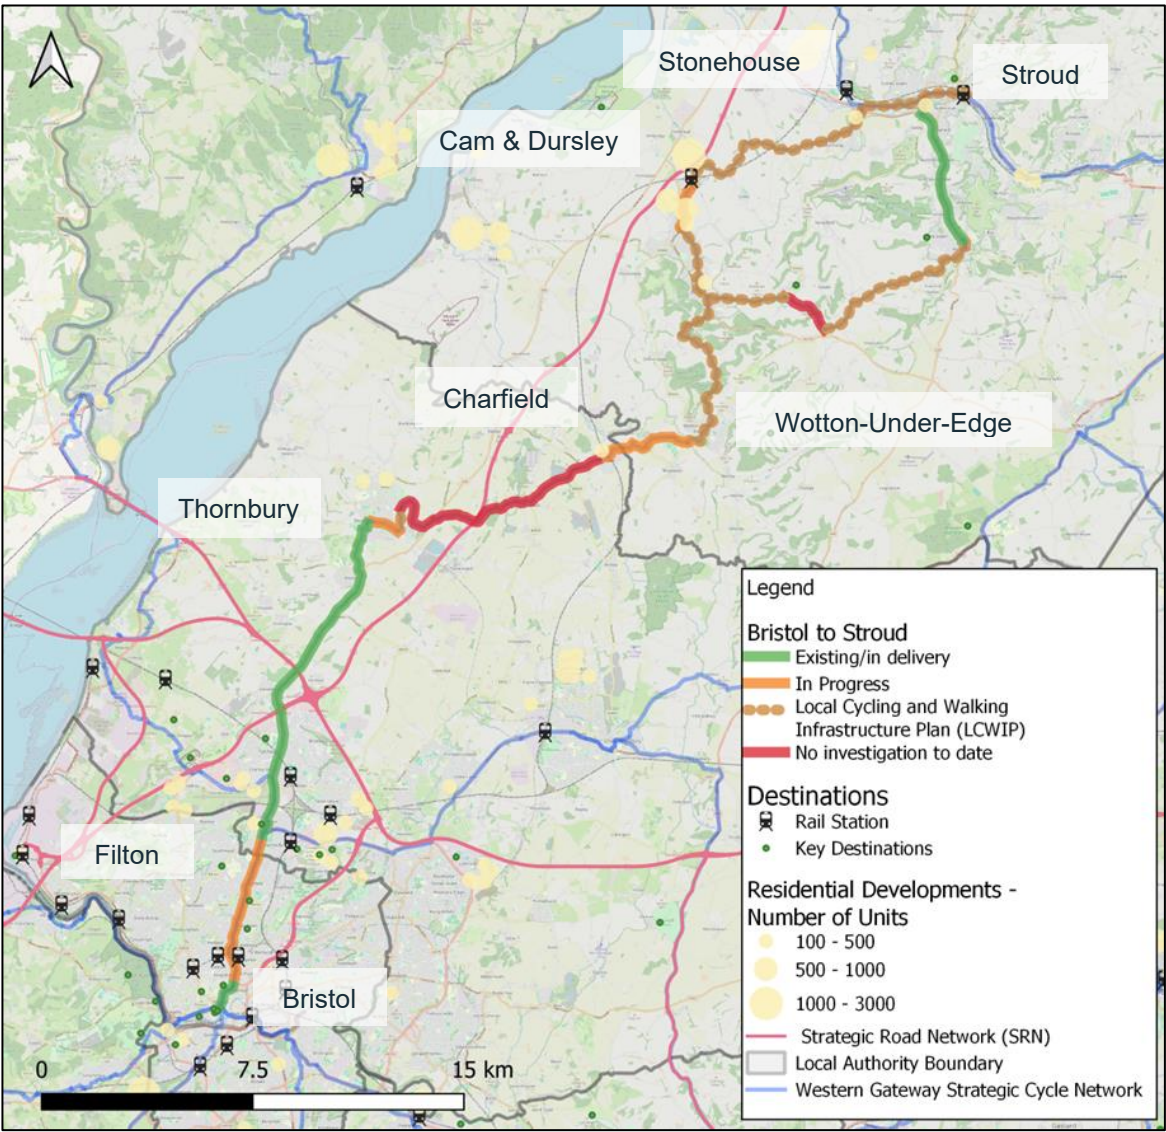 Stonehouse
Stroud
Cam & Dursley
Charfield
Wotton-Under-Edge
Thornbury
Filton
Bristol
0 7.5 15 km
Legend
Bristol to Stroud
Existing/in delivery
In Progress
Local Cycling and Walking
Infrastructure Plan (LCWIP)
No investigation to date
Destinations
Rail Station
Key Destinations
Residential Developments -
Number of Units
100 - 500
500 - 1000
1000 - 3000
Strategic Road Network (SRN)
Local Authority Boundary
Western Gateway Strategic Cycle Network